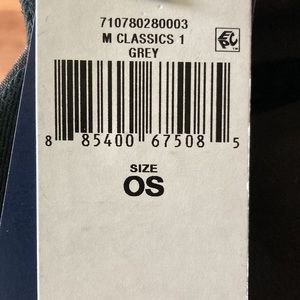 710780280003
M CLASSICS 1
GREY
8 85400 67508 5
SIZE
OS